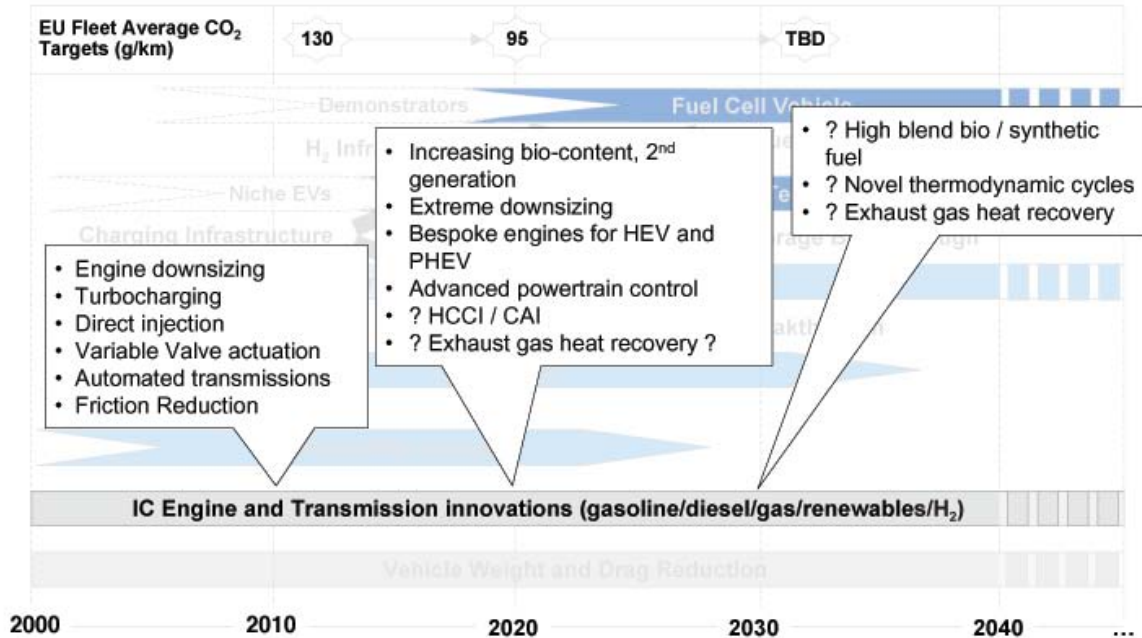 EU Fleet Average CO₂
Targets (g/km)
130
95
TBD
Demonstrators
Fuel Cell Vehicle
H₂
Niche EVs
Charging Infrastructure
• Engine downsizing
• Turbocharging
• Direct injection
• Variable Valve actuation
• Automated transmissions
• Friction Reduction
• Increasing bio-content, 2nd
generation
• Extreme downsizing
• Bespoke engines for HEV and
PHEV
• Advanced powertrain control
• ? HCCI / CAI
• ? Exhaust gas heat recovery ?
• ? High blend bio / synthetic
fuel
• ? Novel thermodynamic cycles
• ? Exhaust gas heat recovery
IC Engine and Transmission innovations (gasoline/diesel/gas/renewables/H₂)
Vehicle Weight and Drag Reduction
2000
2010
2020
2030
2040
...